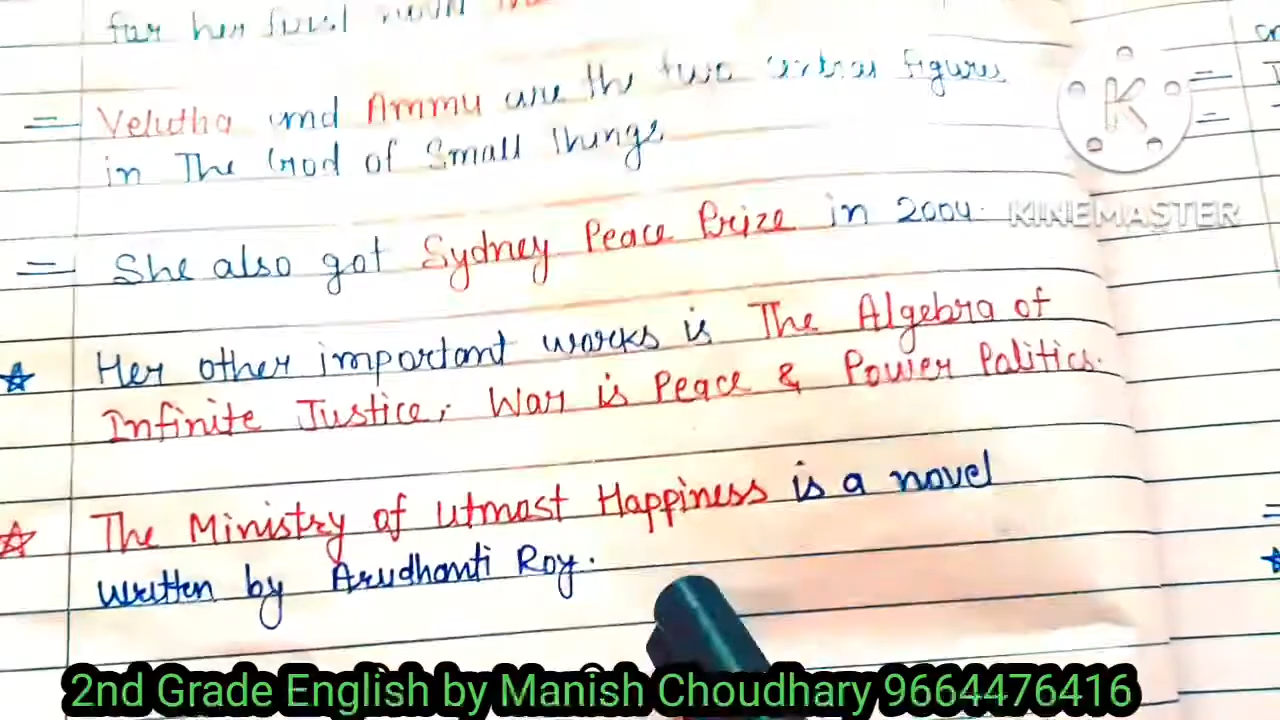 for her
= Velutha and Ammu are the two figures
in The God of Small Things
= She also got Sydney Peace Prize in 2004.
KINEMASTER
☆ Her other important works is The Algebra of
Infinite Justice, War is Peace & Power Politics.
☆ The Ministry of Utmost Happiness is a novel
written by Arudhanti Roy.
2nd Grade English by Manish Choudhary 9664476416